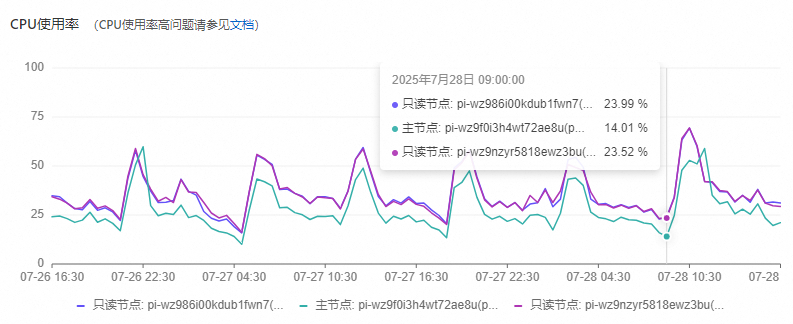 CPU使用率 （CPU使用率高问题请参见文档）
100
75
50
25
0
2025年7月28日 09:00:00
只读节点: pi-wz986i00kdub1fwn7(... 23.99 %
主节点: pi-wz9f0i3h4wt72ae8u(p... 14.01 %
只读节点: pi-wz9nzyr5818ewz3bu(... 23.52 %
07-26 16:30 07-26 22:30 07-27 04:30 07-27 10:30 07-27 16:30 07-27 22:30 07-28 04:30 07-28 10:30 07-28
只读节点: pi-wz986i00kdub1fwn7(... 主节点: pi-wz9f0i3h4wt72ae8u(p... 只读节点: pi-wz9nzyr5818ewz3bu(...